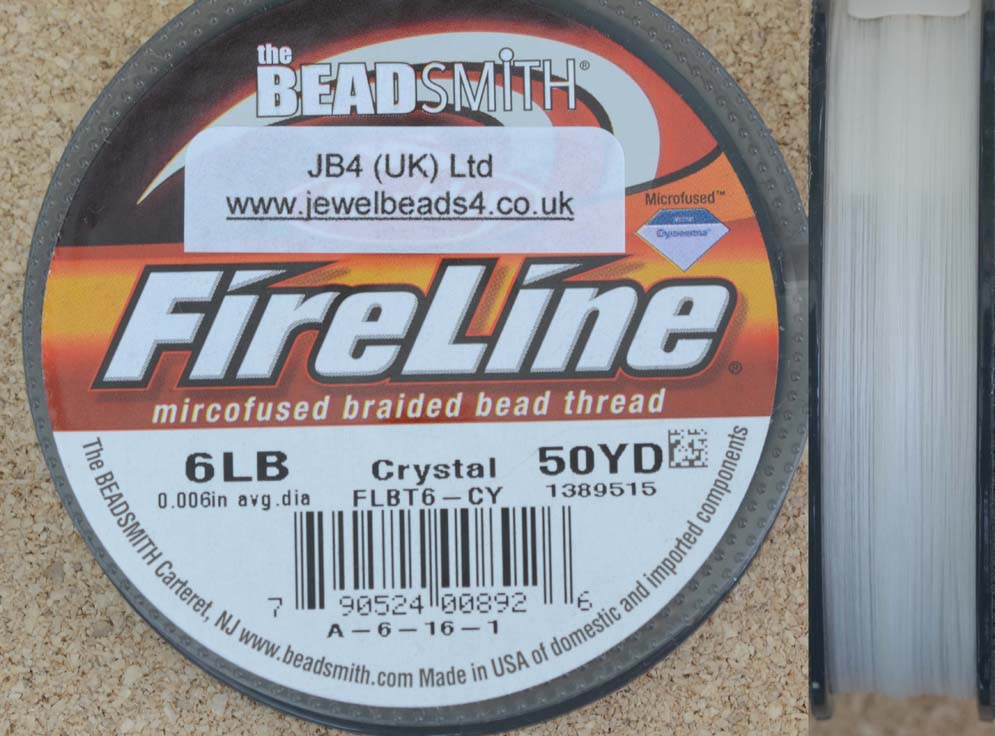 the
BEADSMiTH®
JB4 (UK) Ltd
www.jewelbeads4.co.uk
Microfused™
Dyneema®
FireLine®
mircofused braided bead thread
6LB Crystal 50YD
0.006in avg.dia FLBT6-CY 1389515
7 90524 00892 6
A-6-16-1
The BEADSMITH Carteret, NJ www.beadsmith.com Made in USA of domestic and imported components